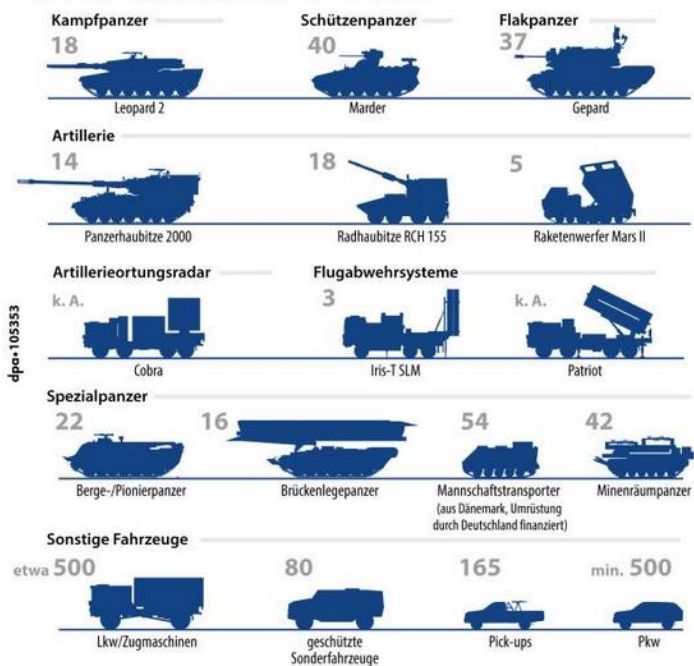 Kampfpanzer
18
Leopard 2
Schützenpanzer
40
Marder
Flakpanzer
37
Gepard
Artillerie
14
Panzerhaubitze 2000
18
Radhaubitze RCH 155
5
Raketenwerfer Mars II
Artillerieortungsradar
k. A.
Cobra
Flugabwehrsysteme
3
Iris-T SLM
k. A.
Patriot
dpa•105353
Spezialpanzer
22
Berge-/Pionierpanzer
16
Brückenlegepanzer
54
Mannschaftstransporter
(aus Dänemark, Umrüstung
durch Deutschland finanziert)
42
Minenräumpanzer
Sonstige Fahrzeuge
etwa 500
Lkw/Zugmaschinen
80
geschützte
Sonderfahrzeuge
165
Pick-ups
min. 500
Pkw